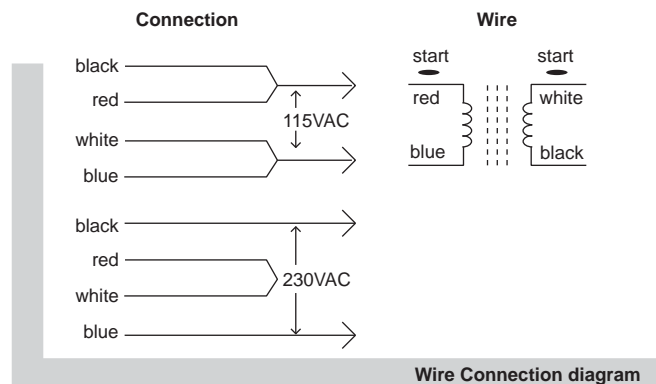 Connection
black
red
115VAC
white
blue
black
red
230VAC
white
blue
Wire
start start
red white
blue black
Wire Connection diagram